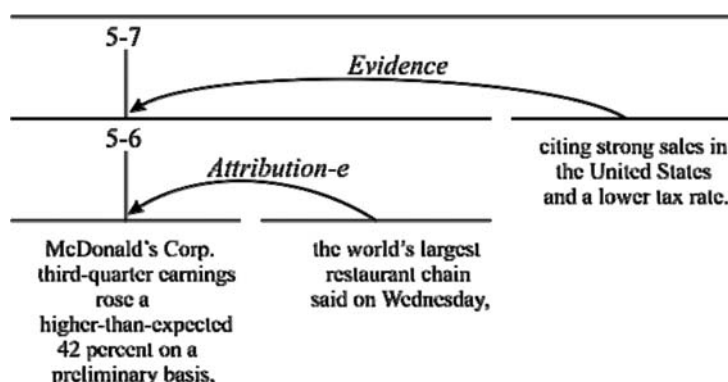 5-7
Evidence
5-6
citing strong sales in
the United States
and a lower tax rate.
Attribution-e
McDonald's Corp.
third-quarter earnings
rose a
higher-than-expected
42 percent on a
preliminary basis,
the world's largest
restaurant chain
said on Wednesday,